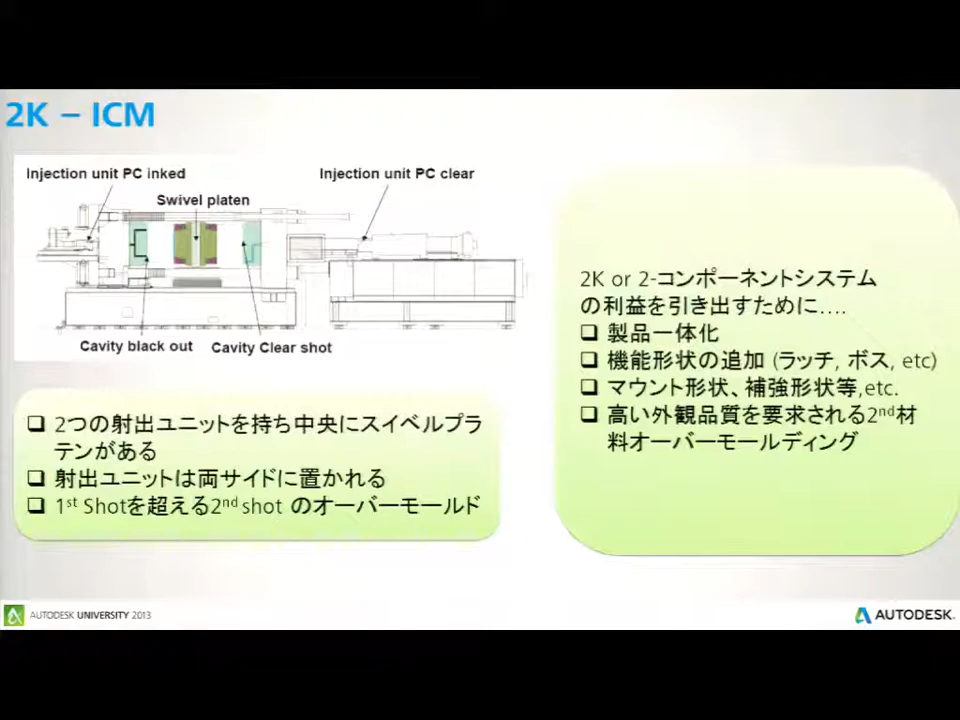 2K – ICM
Injection unit PC inked
Injection unit PC clear
Swivel platen
Cavity black out
Cavity Clear shot
❑ 2つの射出ユニットを持ち中央にスイベルプラ
テンがある
❑ 射出ユニットは両サイドに置かれる
❑ 1st Shotを超える2nd shot のオーバーモールド
2K or 2-コンポーネントシステム
の利益を引き出すために….
❑ 製品一体化
❑ 機能形状の追加 (ラッチ, ボス, etc)
❑ マウント形状、補強形状等,etc.
❑ 高い外観品質を要求される2nd材
料オーバーモールディング
AUTODESK UNIVERSITY 2013
AUTODESK.